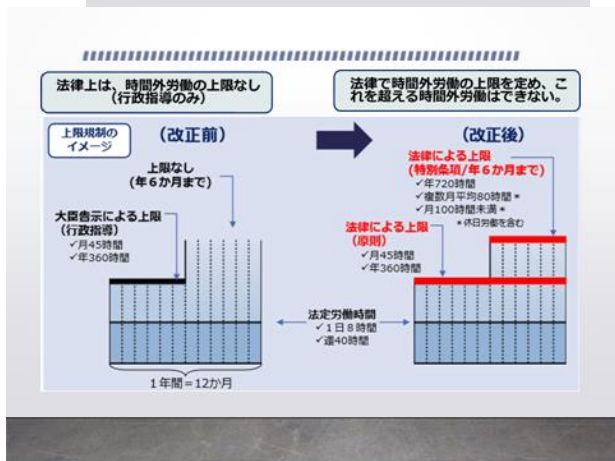 法律上は、時間外労働の上限なし
（行政指導のみ）
法律で時間外労働の上限を定め、こ
れを超える時間外労働はできない。
上限規制の
イメージ
（改正前）
（改正後）
上限なし
(年６か月まで)
大臣告示による上限
(行政指導)
✓月45時間
✓年360時間
法律による上限
(特別条項/年６か月まで)
✓年720時間
✓複数月平均80時間＊
✓月100時間未満＊
＊休日労働を含む
法律による上限
(原則)
✓月45時間
✓年360時間
法定労働時間
✓１日８時間
✓週40時間
１年間＝12か月